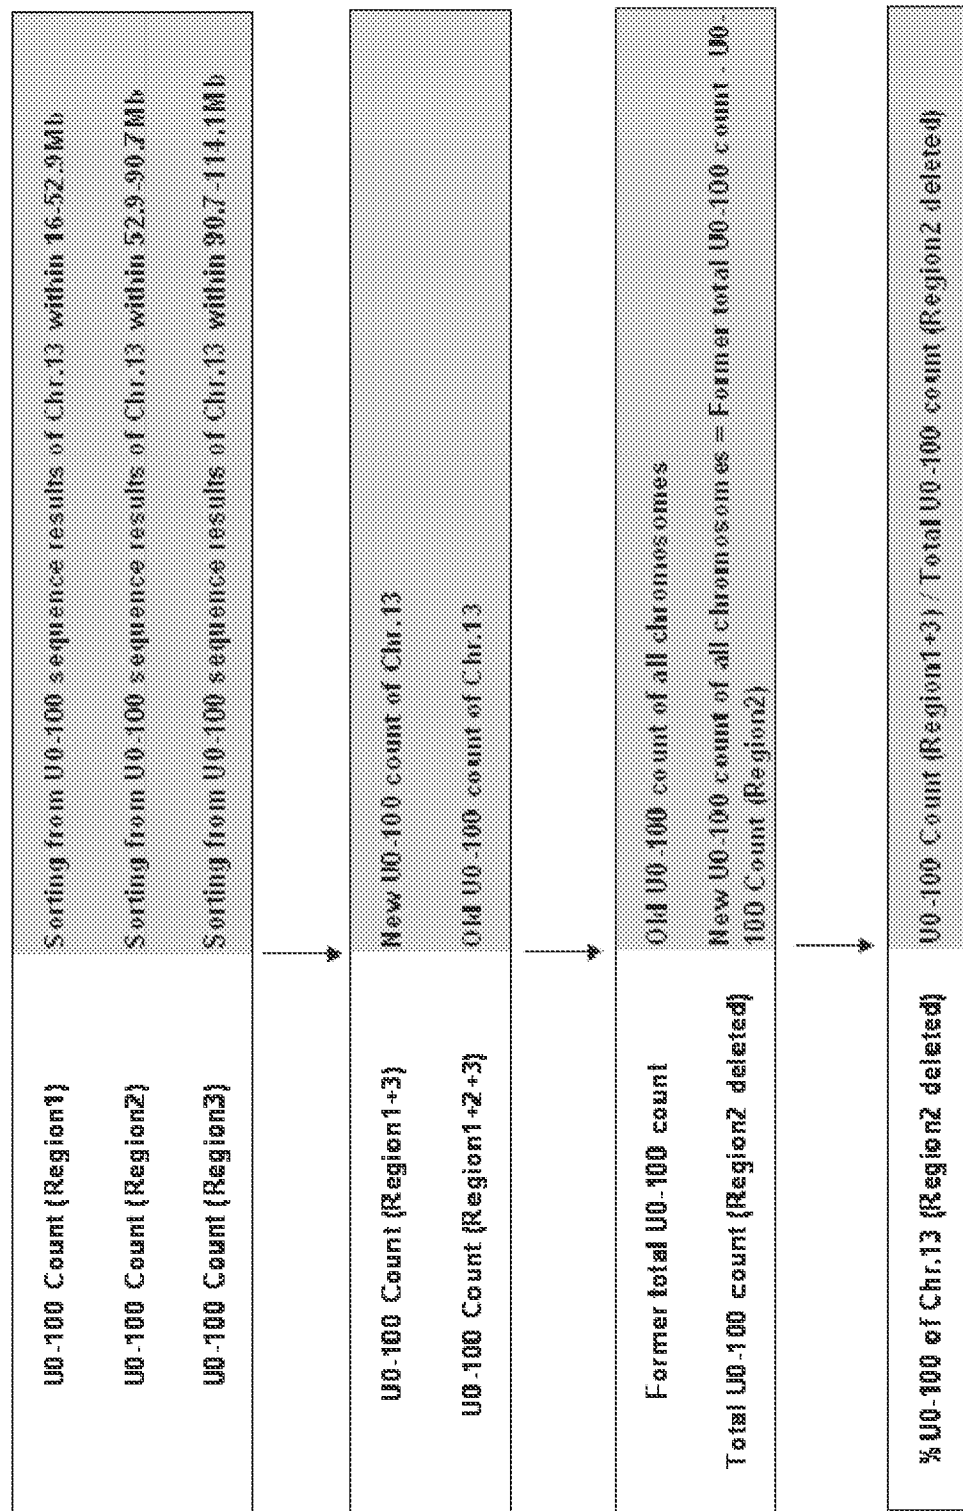 U0-100 Count (Region1)
Sorting from U0-100 sequence results of Chr.13 within 16-52.9Mb
U0-100 Count (Region2)
Sorting from U0-100 sequence results of Chr.13 within 52.9-90.7Mb
U0-100 Count (Region3)
Sorting from U0-100 sequence results of Chr.13 within 90.7-114.1Mb
U0-100 Count (Region1+3)
New U0-100 count of Chr.13
U0-100 Count (Region1+2+3)
Old U0-100 count of Chr.13
Former total U0-100 count
Old U0-100 count of all chromosomes
Total U0-100 count (Region2 deleted)
New U0-100 count of all chromosomes = Former total U0-100 count - U0-
100 Count (Region2)
% U0-100 of Chr.13 (Region2 deleted)
U0-100 Count (Region1+3) / Total U0-100 count (Region2 deleted)